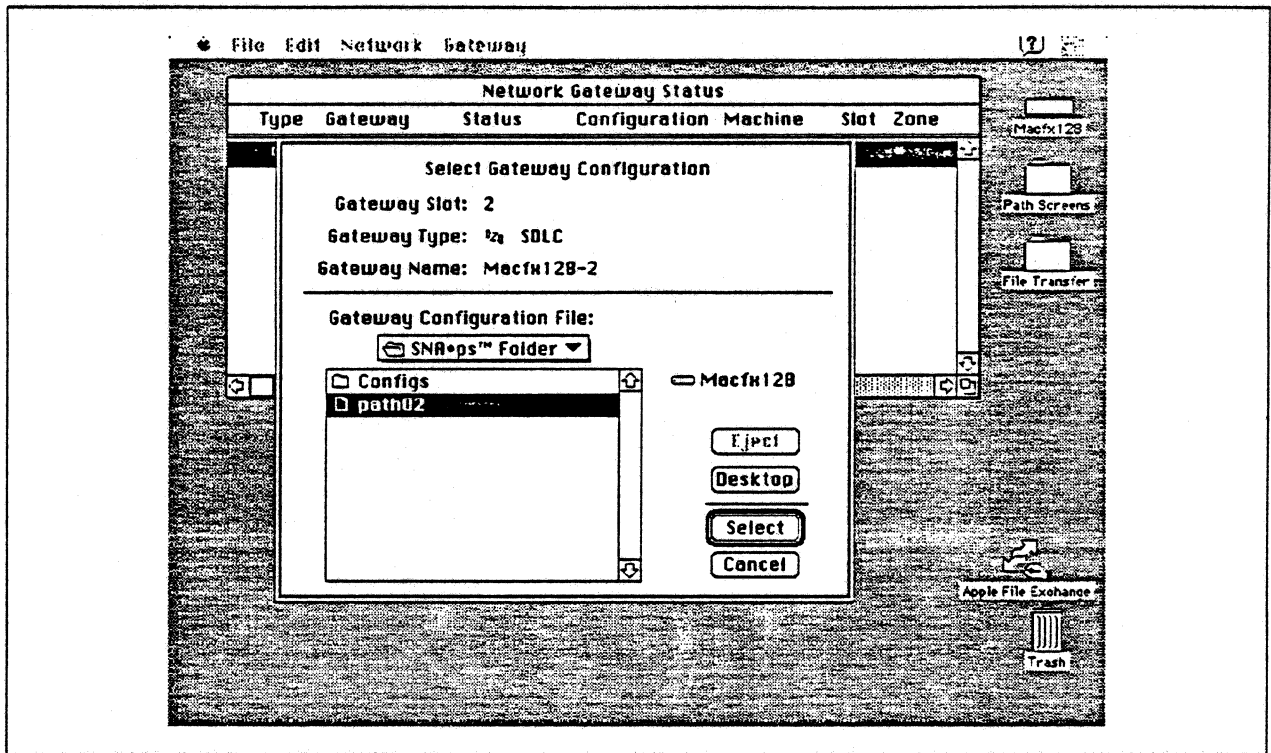 File Edit Network Gateway
Network Gateway Status
Type Gateway Status Configuration Machine Slot Zone
Macfx128
Select Gateway Configuration
Gateway Slot: 2
Path Screens
Gateway Type: SDLC
Gateway Name: Macfx128-2
File Transfer
Gateway Configuration File:
SNA•ps™ Folder
Configs
Macfx128
path02
Eject
Desktop
Select
Cancel
Apple File Exchange
Trash